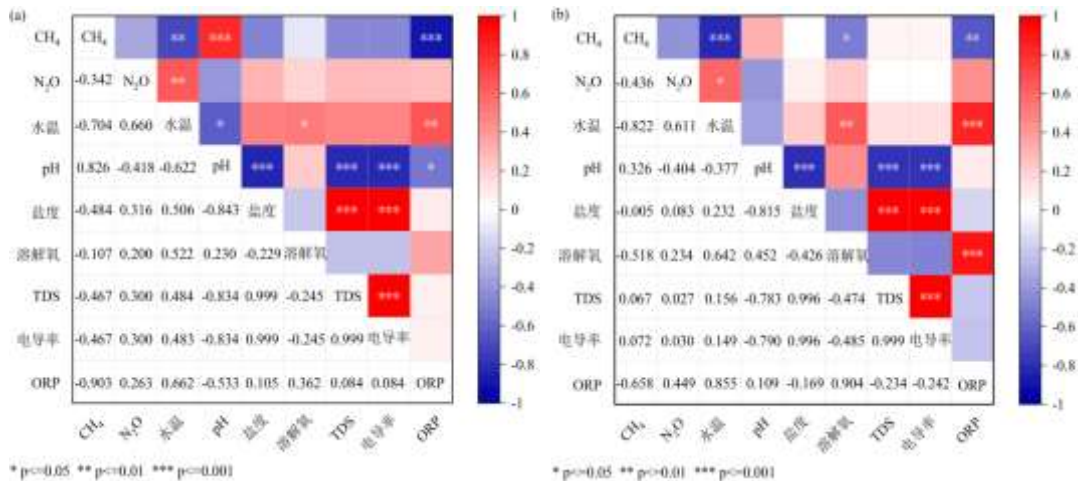 (a)
CH₄ CH₄ ** *** *** 1
N₂O -0.342 N₂O ** 0.8
水温 -0.704 0.660 水温 * * ** 0.6
pH 0.826 -0.418 -0.622 pH *** *** *** * 0.4
盐度 -0.484 0.316 0.506 -0.843 盐度 *** *** 0.2
溶解氧 -0.107 0.200 0.522 0.230 -0.229 溶解氧 0
TDS -0.467 0.300 0.484 -0.834 0.999 -0.245 TDS *** -0.2
电导率 -0.467 0.300 0.483 -0.834 0.999 -0.245 0.999 电导率 -0.4
ORP -0.903 0.263 0.662 -0.533 0.105 0.362 0.084 0.084 ORP -0.6
-0.8
-1
CH₄ N₂O 水温 pH 盐度 溶解氧 TDS 电导率 ORP
* p<=0.05 ** p<=0.01 *** p<=0.001
(b)
CH₄ CH₄ *** * ** 1
N₂O -0.436 N₂O * 0.8
水温 -0.822 0.611 水温 ** *** 0.6
pH 0.326 -0.404 -0.377 pH *** *** *** 0.4
盐度 -0.005 0.083 0.232 -0.815 盐度 *** *** 0.2
溶解氧 -0.518 0.234 0.642 0.452 -0.426 溶解氧 *** 0
TDS 0.067 0.027 0.156 -0.783 0.996 -0.474 TDS *** -0.2
电导率 0.072 0.030 0.149 -0.790 0.996 -0.485 0.999 电导率 -0.4
ORP -0.658 0.449 0.855 0.109 -0.169 0.904 -0.234 -0.242 ORP -0.6
-0.8
-1
CH₄ N₂O 水温 pH 盐度 溶解氧 TDS 电导率 ORP
* p<=0.05 ** p<=0.01 *** p<=0.001